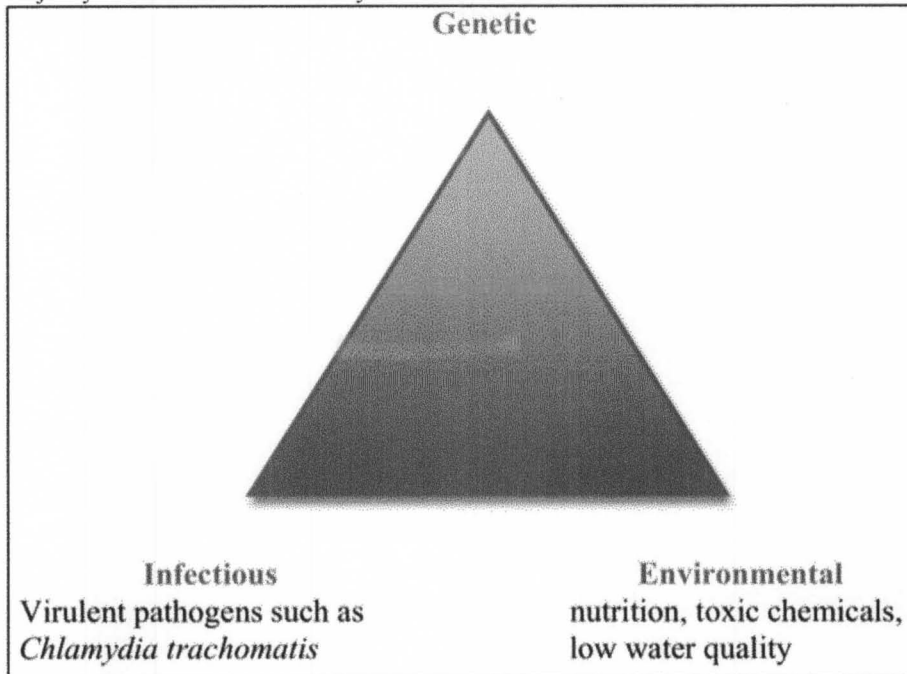 Genetic
Infectious
Virulent pathogens such as
Chlamydia trachomatis
Environmental
nutrition, toxic chemicals,
low water quality